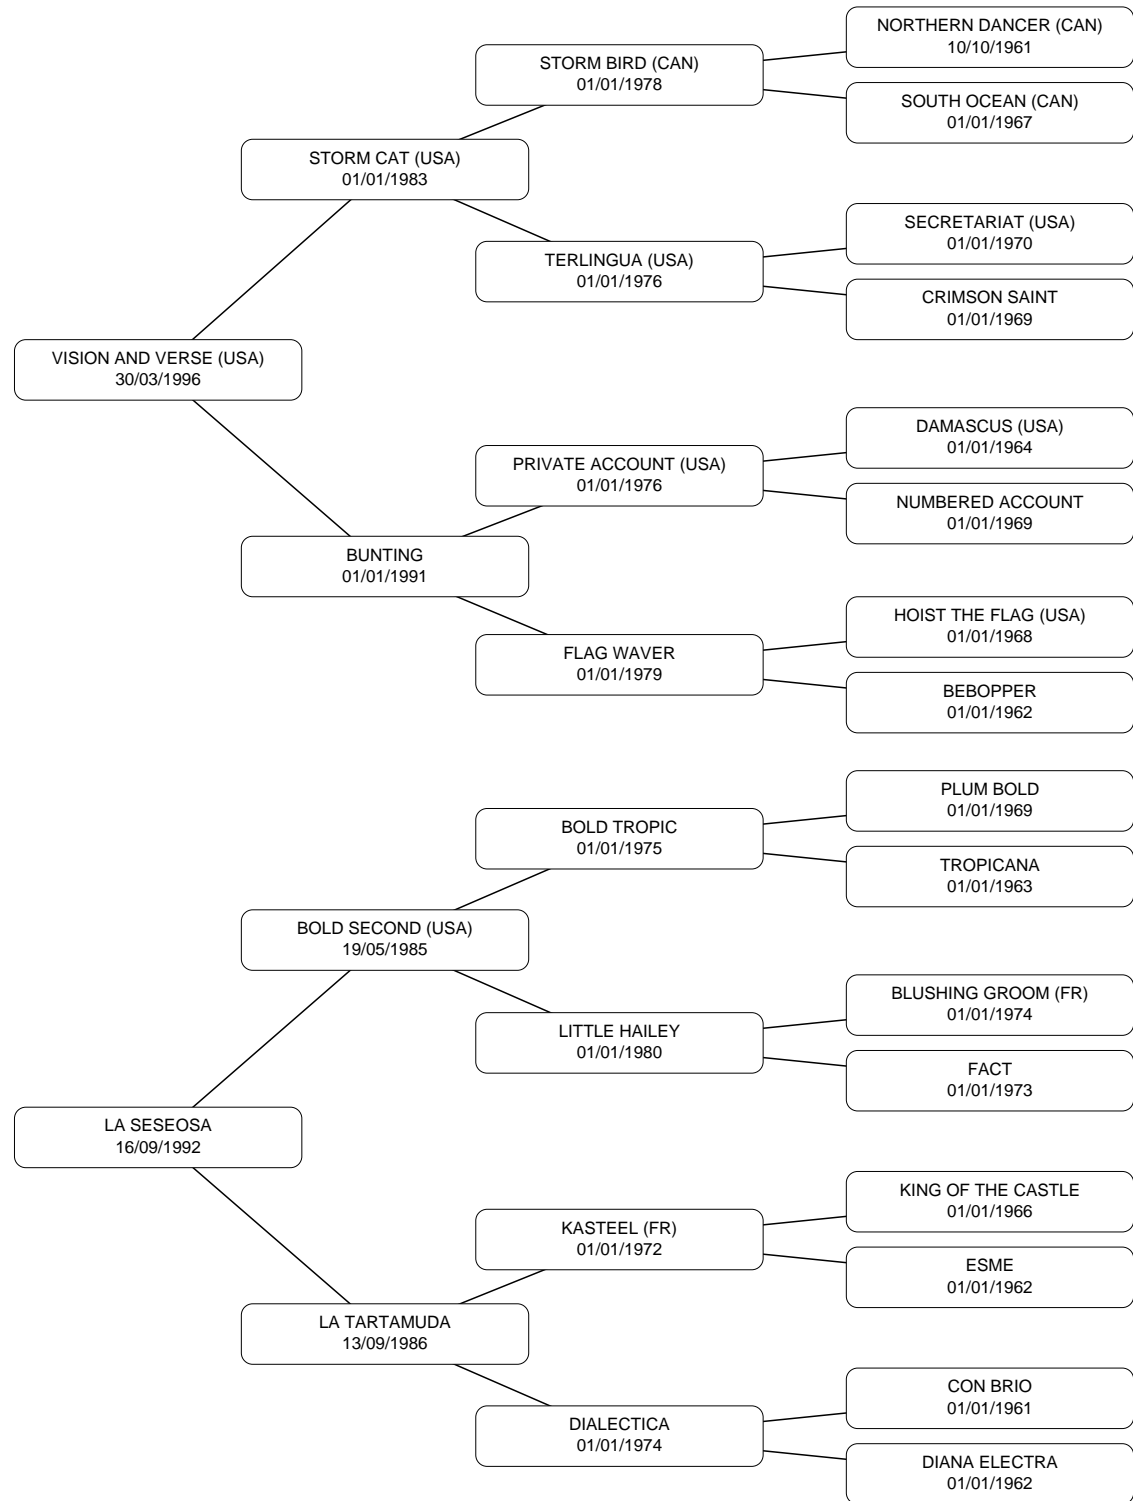 NORTHERN DANCER (CAN)
10/10/1961
STORM BIRD (CAN)
01/01/1978
SOUTH OCEAN (CAN)
01/01/1967
STORM CAT (USA)
01/01/1983
SECRETARIAT (USA)
01/01/1970
TERLINGUA (USA)
01/01/1976
CRIMSON SAINT
01/01/1969
VISION AND VERSE (USA)
30/03/1996
DAMASCUS (USA)
01/01/1964
PRIVATE ACCOUNT (USA)
01/01/1976
NUMBERED ACCOUNT
01/01/1969
BUNTING
01/01/1991
HOIST THE FLAG (USA)
01/01/1968
FLAG WAVER
01/01/1979
BEBOPPER
01/01/1962
PLUM BOLD
01/01/1969
BOLD TROPIC
01/01/1975
TROPICANA
01/01/1963
BOLD SECOND (USA)
19/05/1985
BLUSHING GROOM (FR)
01/01/1974
LITTLE HAILEY
01/01/1980
FACT
01/01/1973
LA SESEOSA
16/09/1992
KING OF THE CASTLE
01/01/1966
KASTEEL (FR)
01/01/1972
ESME
01/01/1962
LA TARTAMUDA
13/09/1986
CON BRIO
01/01/1961
DIALECTICA
01/01/1974
DIANA ELECTRA
01/01/1962